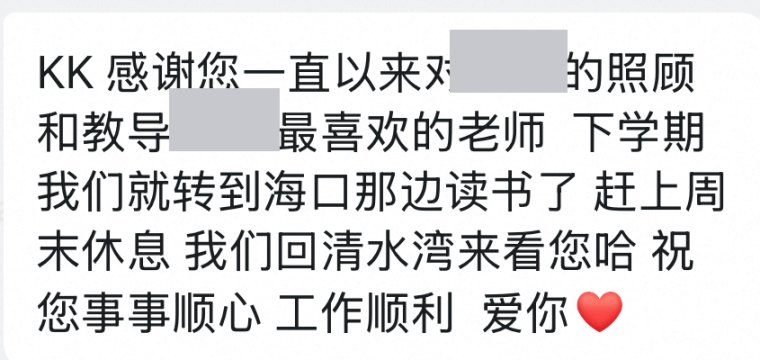 KK 感谢您一直以来对 的照顾
和教导 最喜欢的老师 下学期
我们就转到海口那边读书了 赶上周
末休息 我们回清水湾来看您哈 祝
您事事顺心 工作顺利 爱你❤️